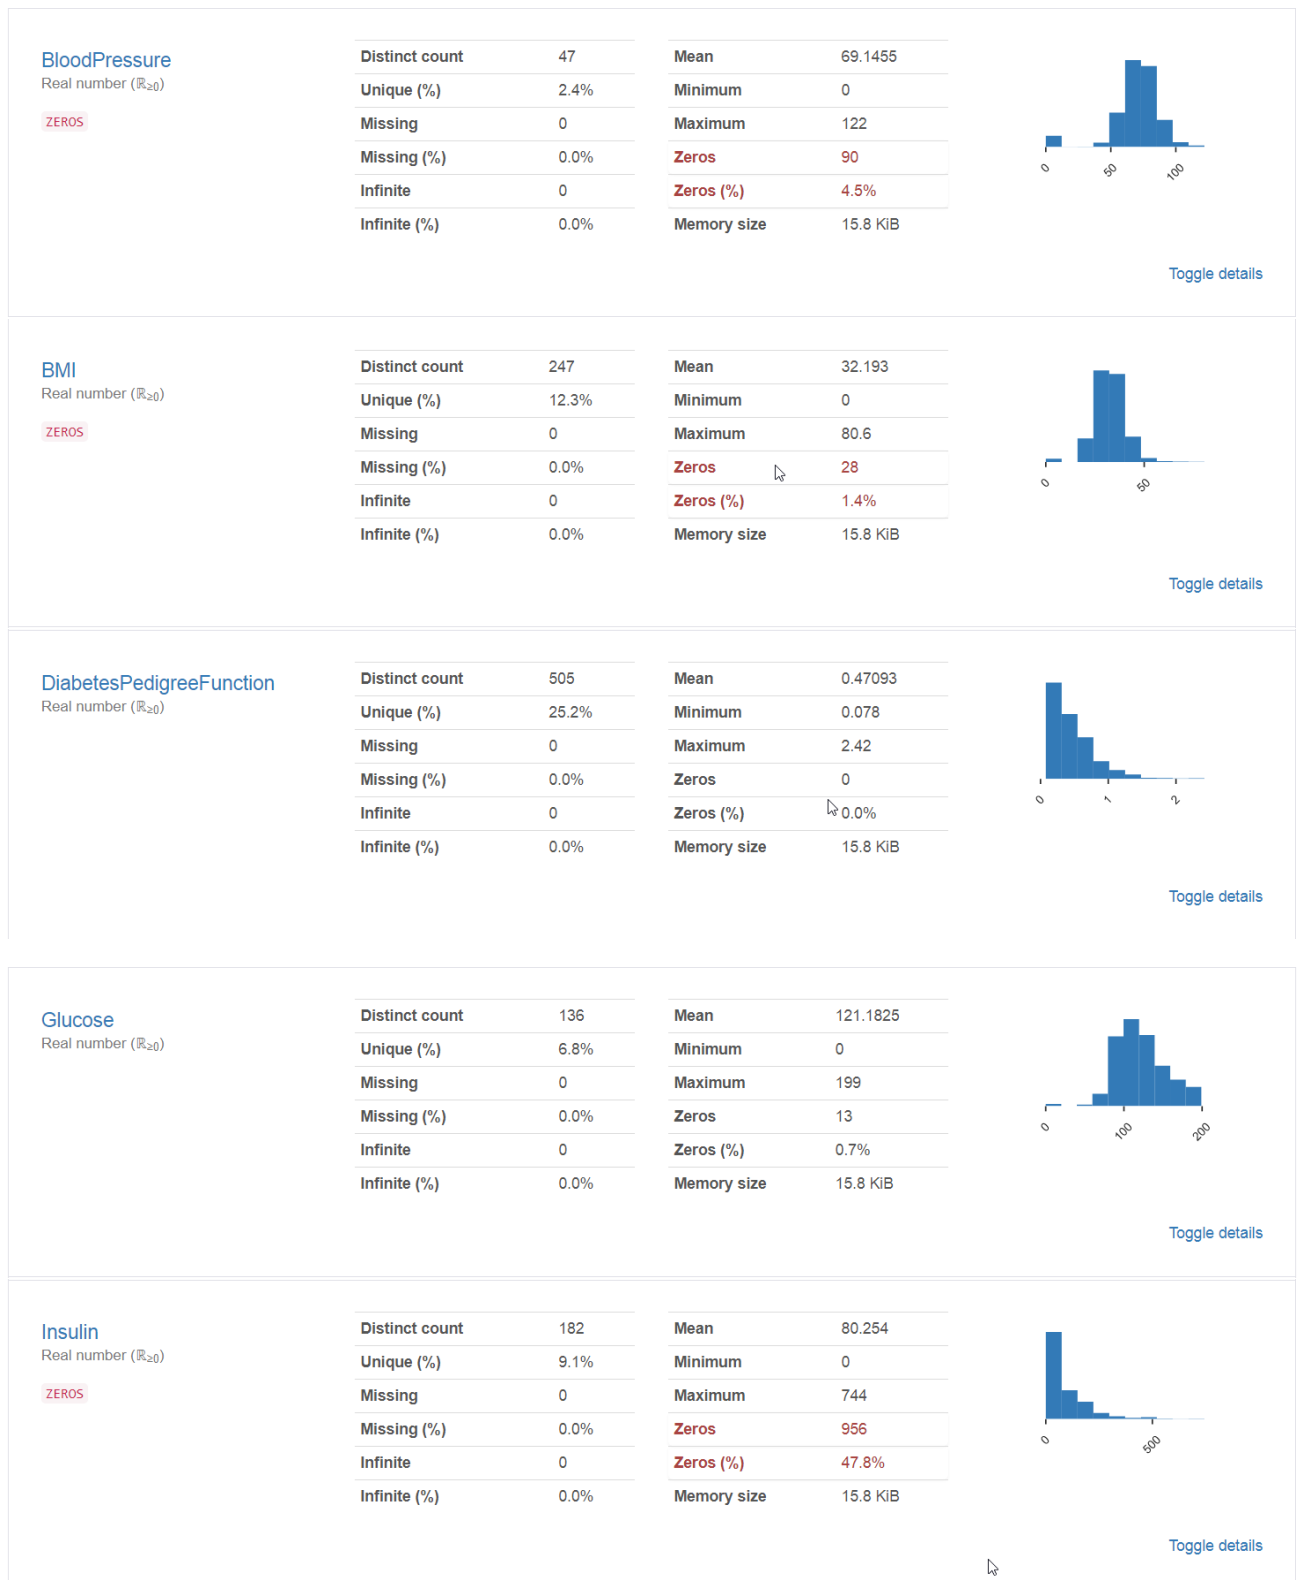 BloodPressure
Real number (ℝ≥0)
ZEROS
Distinct count 47
Unique (%) 2.4%
Missing 0
Missing (%) 0.0%
Infinite 0
Infinite (%) 0.0%
Mean 69.1455
Minimum 0
Maximum 122
Zeros 90
Zeros (%) 4.5%
Memory size 15.8 KiB
0 50 100
Toggle details
BMI
Real number (ℝ≥0)
ZEROS
Distinct count 247
Unique (%) 12.3%
Missing 0
Missing (%) 0.0%
Infinite 0
Infinite (%) 0.0%
Mean 32.193
Minimum 0
Maximum 80.6
Zeros 28
Zeros (%) 1.4%
Memory size 15.8 KiB
0 50
Toggle details
DiabetesPedigreeFunction
Real number (ℝ≥0)
Distinct count 505
Unique (%) 25.2%
Missing 0
Missing (%) 0.0%
Infinite 0
Infinite (%) 0.0%
Mean 0.47093
Minimum 0.078
Maximum 2.42
Zeros 0
Zeros (%) 0.0%
Memory size 15.8 KiB
0 1 2
Toggle details
Glucose
Real number (ℝ≥0)
Distinct count 136
Unique (%) 6.8%
Missing 0
Missing (%) 0.0%
Infinite 0
Infinite (%) 0.0%
Mean 121.1825
Minimum 0
Maximum 199
Zeros 13
Zeros (%) 0.7%
Memory size 15.8 KiB
0 100 200
Toggle details
Insulin
Real number (ℝ≥0)
ZEROS
Distinct count 182
Unique (%) 9.1%
Missing 0
Missing (%) 0.0%
Infinite 0
Infinite (%) 0.0%
Mean 80.254
Minimum 0
Maximum 744
Zeros 956
Zeros (%) 47.8%
Memory size 15.8 KiB
0 500
Toggle details